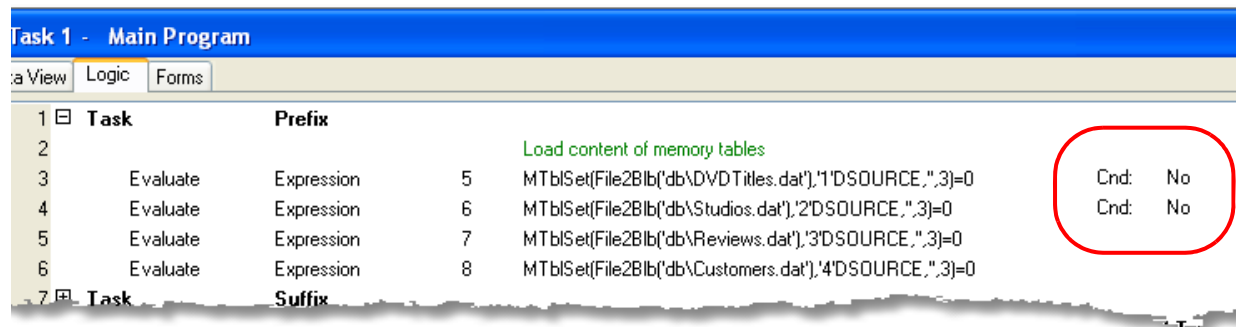 Task 1 - Main Program
ta View Logic Forms
1 Task Prefix
2 Load content of memory tables
3 Evaluate Expression 5 MTblSet(File2Blb('db\DVDTitles.dat'),'1'DSOURCE,'',3)=0 Cnd: No
4 Evaluate Expression 6 MTblSet(File2Blb('db\Studios.dat'),'2'DSOURCE,'',3)=0 Cnd: No
5 Evaluate Expression 7 MTblSet(File2Blb('db\Reviews.dat'),'3'DSOURCE,'',3)=0
6 Evaluate Expression 8 MTblSet(File2Blb('db\Customers.dat'),'4'DSOURCE,'',3)=0
7 Task Suffix